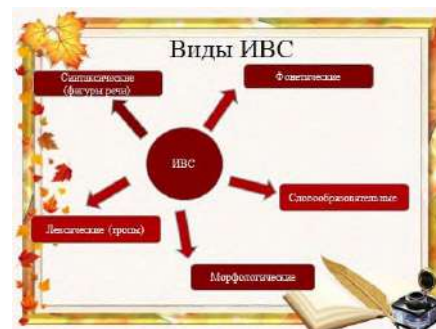 Виды ИВС
Синтаксические
(фигуры речи)
Фонетические
ИВС
Словообразовательные
Лексические (тропы)
Морфологические